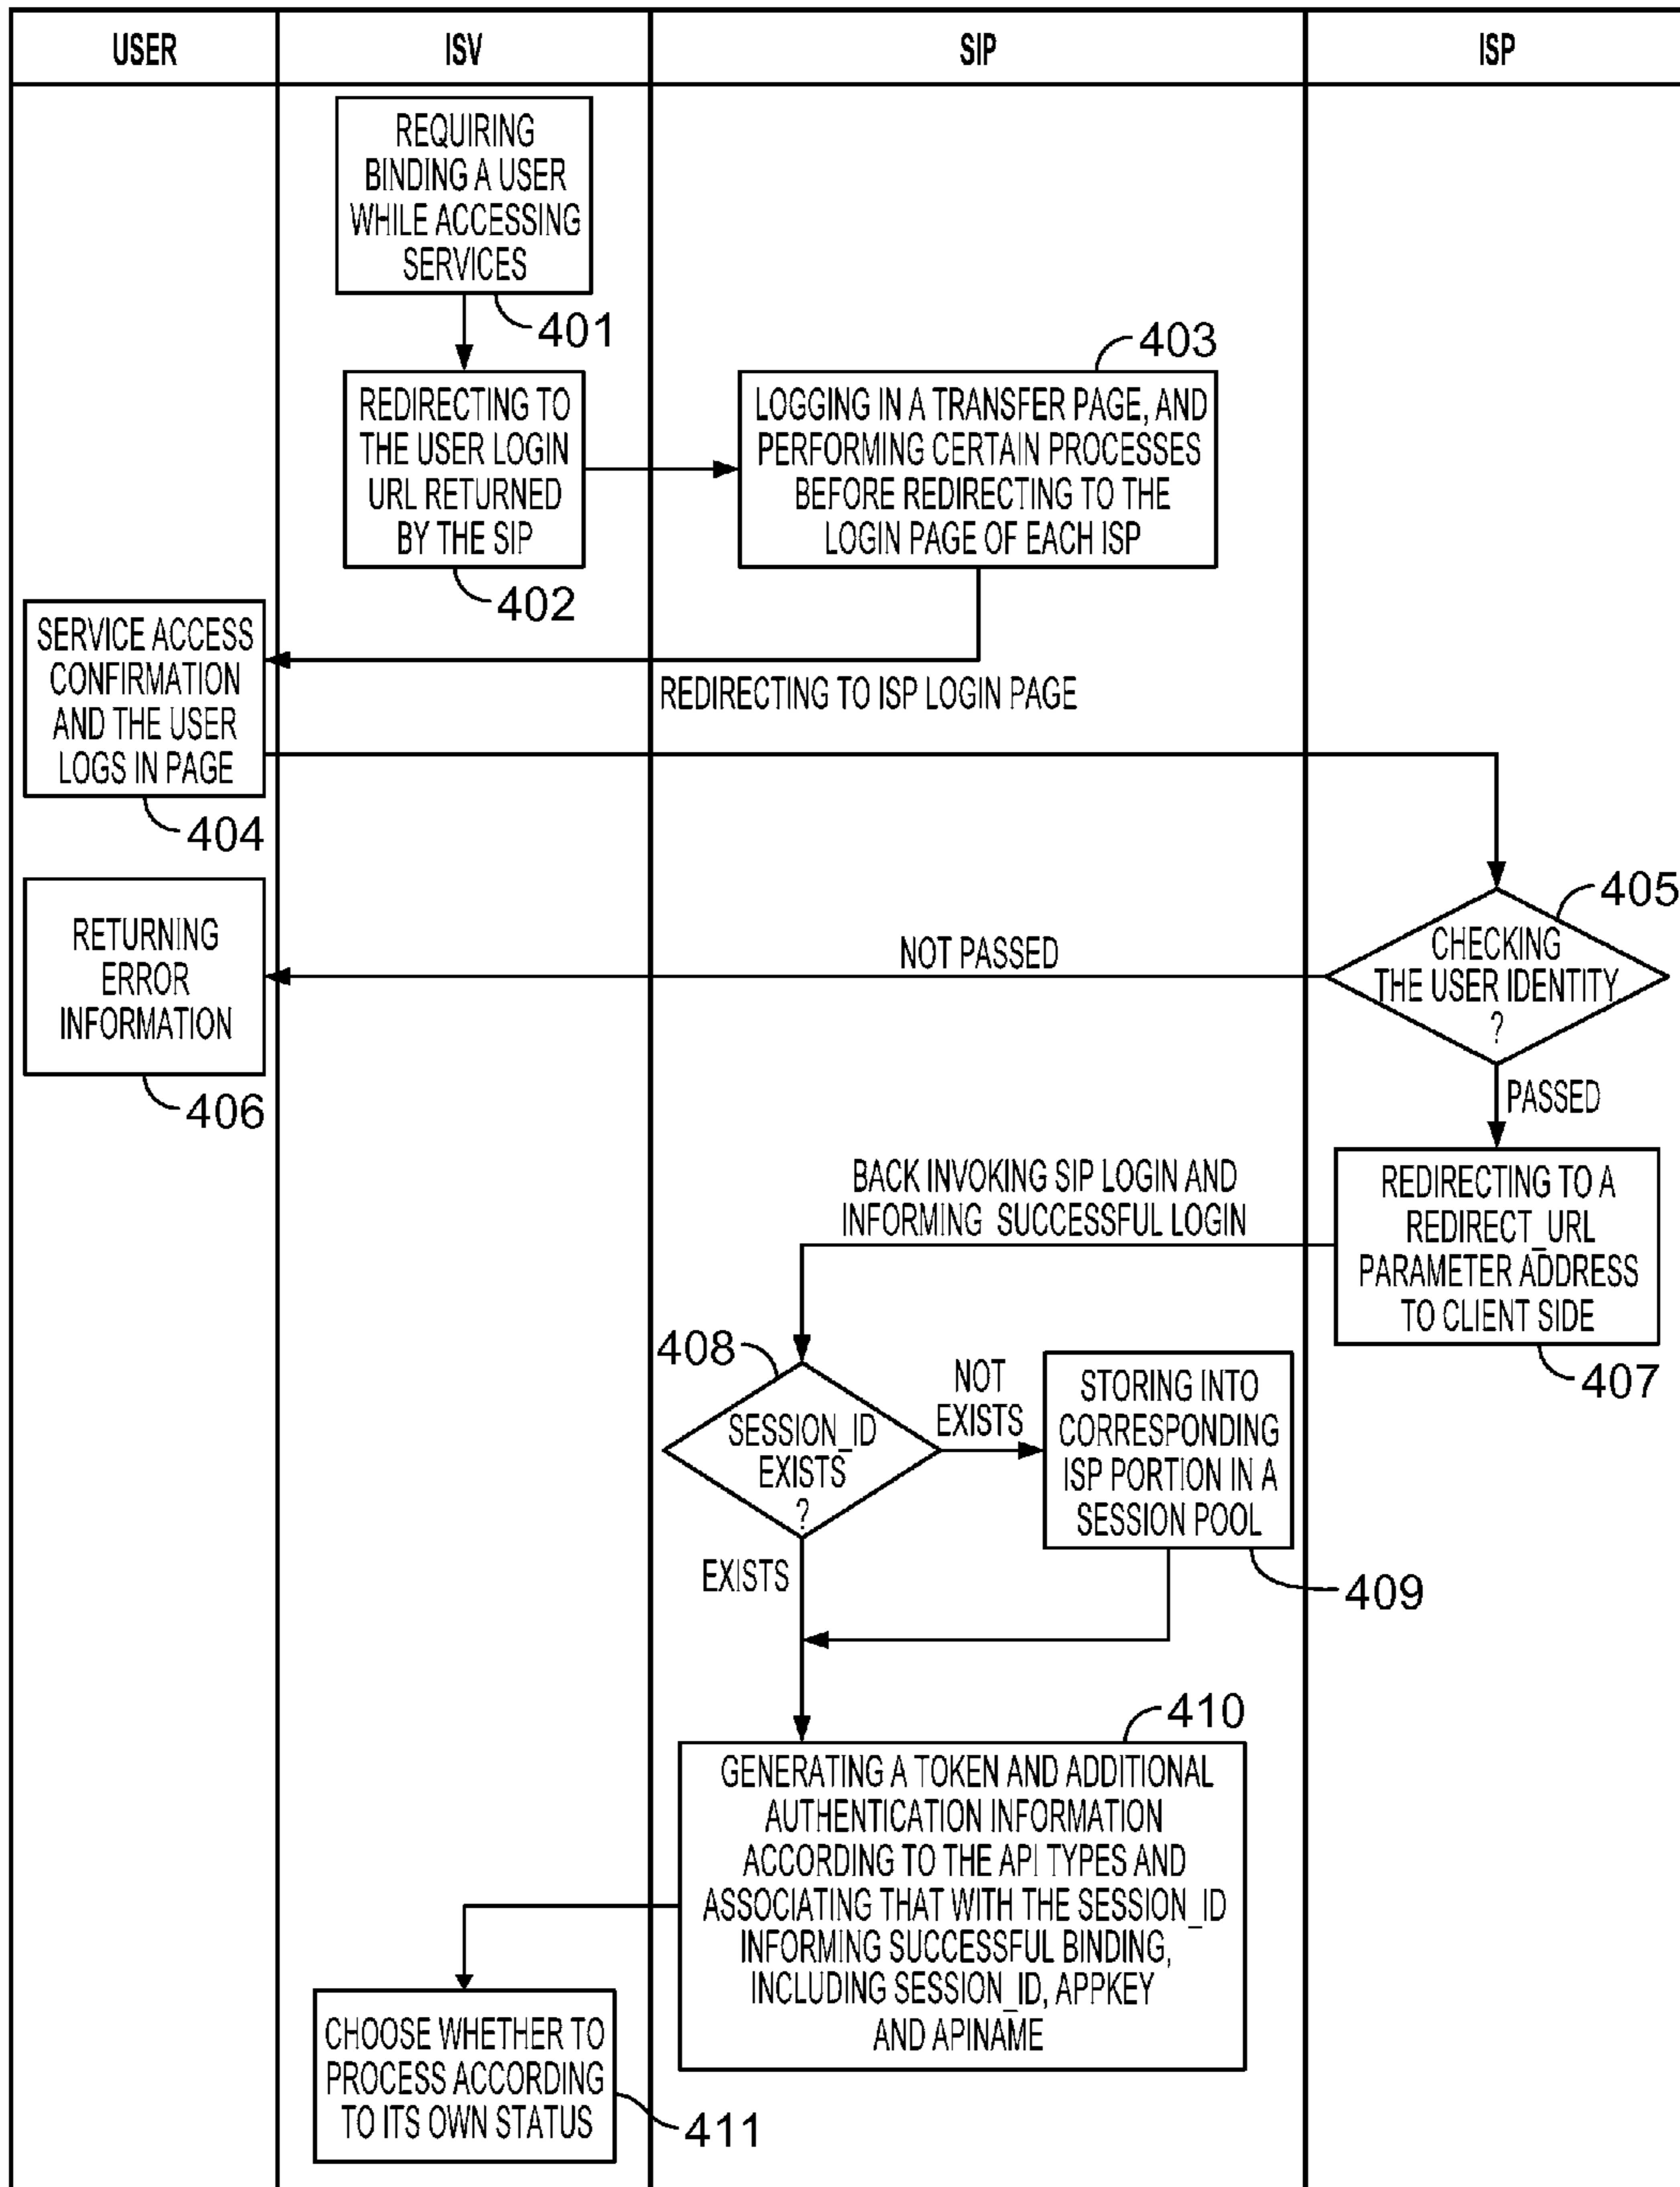 USER
ISV
SIP
ISP
REQUIRING
BINDING A USER
WHILE ACCESSING
SERVICES
401
REDIRECTING TO
THE USER LOGIN
URL RETURNED
BY THE SIP
402
403
LOGGING IN A TRANSFER PAGE, AND
PERFORMING CERTAIN PROCESSES
BEFORE REDIRECTING TO THE
LOGIN PAGE OF EACH ISP
SERVICE ACCESS
CONFIRMATION
AND THE USER
LOGS IN PAGE
404
REDIRECTING TO ISP LOGIN PAGE
405
CHECKING
THE USER IDENTITY
?
NOT PASSED
RETURNING
ERROR
INFORMATION
406
PASSED
REDIRECTING TO A
REDIRECT_URL
PARAMETER ADDRESS
TO CLIENT SIDE
407
BACK INVOKING SIP LOGIN AND
INFORMING SUCCESSFUL LOGIN
408
SESSION_ID
EXISTS
?
NOT
EXISTS
STORING INTO
CORRESPONDING
ISP PORTION IN A
SESSION POOL
409
EXISTS
410
GENERATING A TOKEN AND ADDITIONAL
AUTHENTICATION INFORMATION
ACCORDING TO THE API TYPES AND
ASSOCIATING THAT WITH THE SESSION_ID
INFORMING SUCCESSFUL BINDING,
INCLUDING SESSION_ID, APPKEY
AND APINAME
CHOOSE WHETHER TO
PROCESS ACCORDING
TO ITS OWN STATUS
411